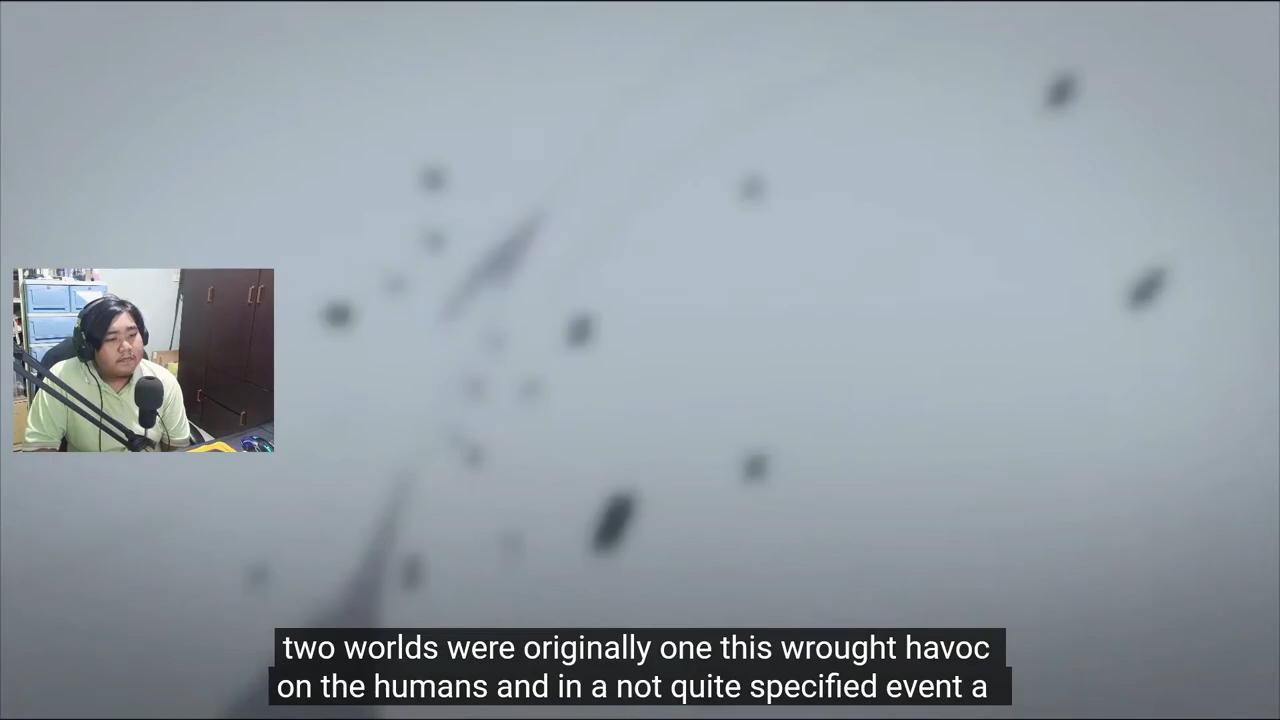 two worlds were originally one this wrought havoc
on the humans and in a not quite specified event a